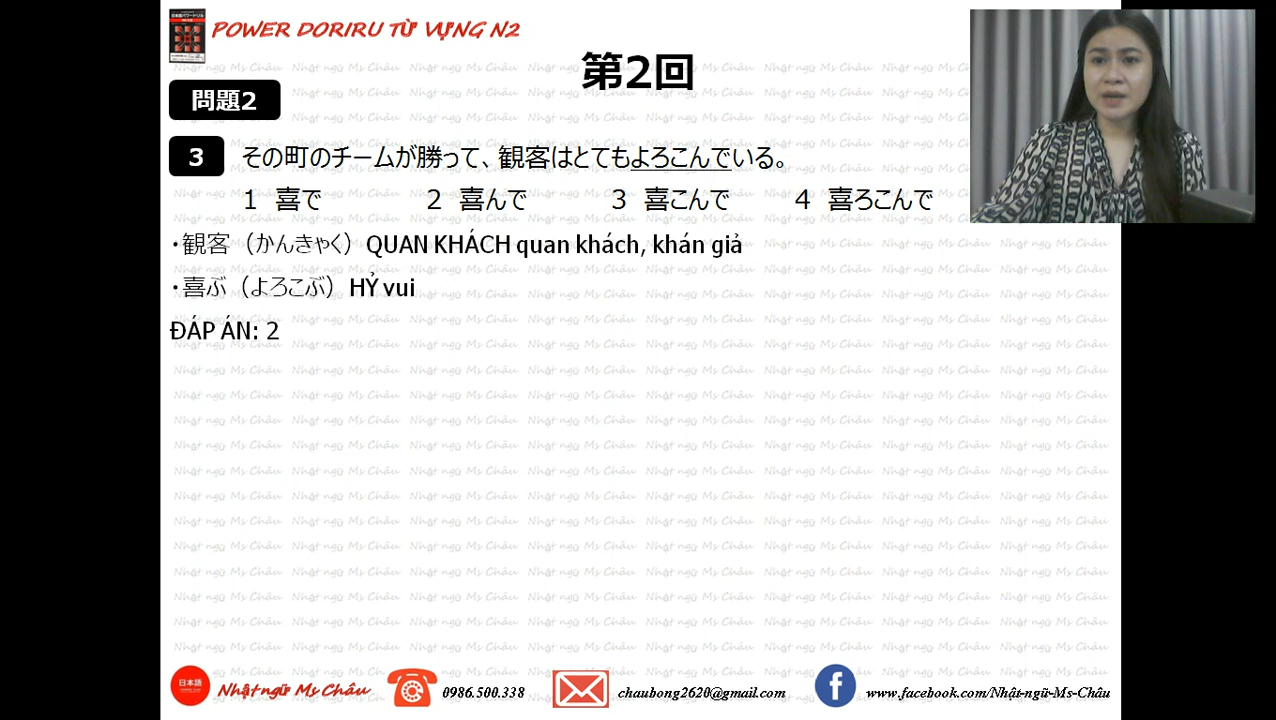 POWER DORIRU TỪ VỰNG N2
第2回
問題2
3 その町のチームが勝って、観客はとてもよろこんでいる。
1 喜で 2 喜んで 3 喜こんで 4 喜ろこんで
・観客（かんきゃく）QUAN KHÁCH quan khách, khán giả
・喜ぶ（よろこぶ）HỶ vui
ĐÁP ÁN: 2
日本語 Nhật ngữ Ms Châu 0986.500.338 chaubong2620@gmail.com www.facebook.com/Nhật-ngữ-Ms-Châu